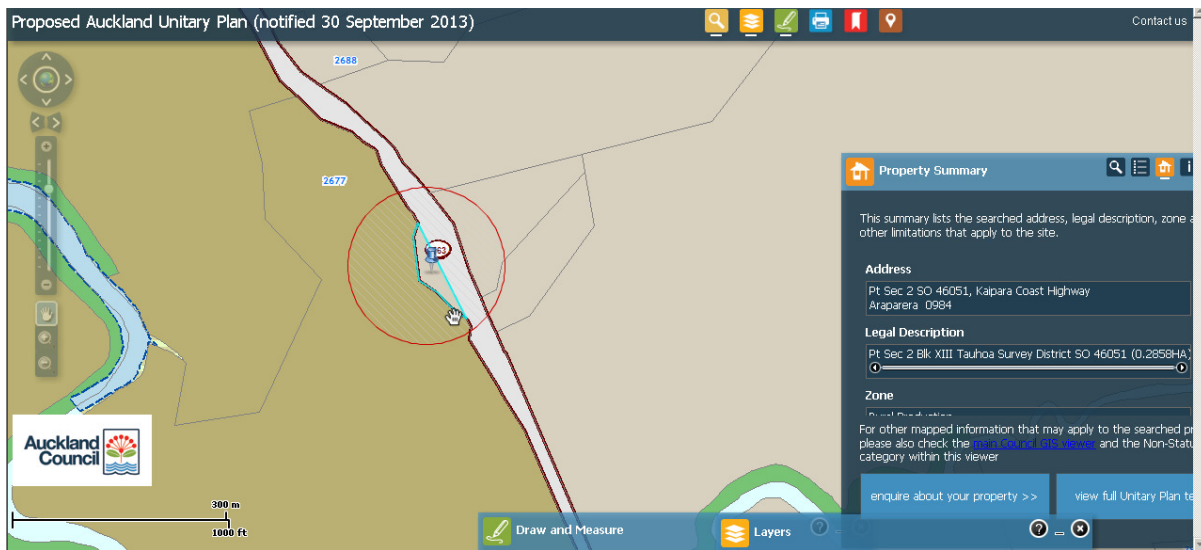 Proposed Auckland Unitary Plan (notified 30 September 2013)
Contact us
2688
2677
63
Property Summary
This summary lists the searched address, legal description, zone a
other limitations that apply to the site.
Address
Pt Sec 2 SO 46051, Kaipara Coast Highway
Araparera 0984
Legal Description
Pt Sec 2 Blk XIII Tauhoa Survey District SO 46051 (0.2858HA)
Zone
Rural Production
For other mapped information that may apply to the searched pr
please also check the main Council GIS viewer and the Non-Statu
category within this viewer
enquire about your property >>
view full Unitary Plan te
Auckland
Council
300 m
1000 ft
Draw and Measure
Layers